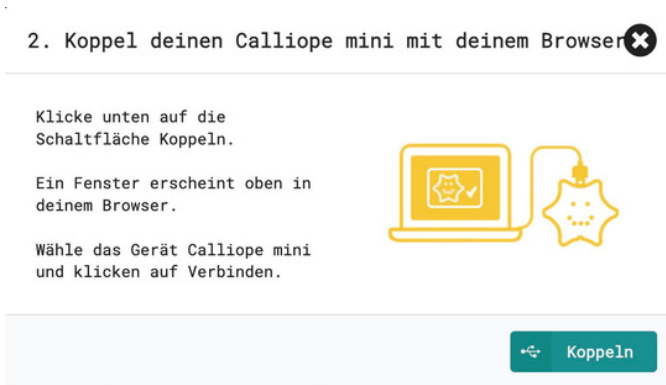 2. Koppel deinen Calliope mini mit deinem Browser
Klicke unten auf die
Schaltfläche Koppeln.
Ein Fenster erscheint oben in
deinem Browser.
Wähle das Gerät Calliope mini
und klicken auf Verbinden.
Koppeln